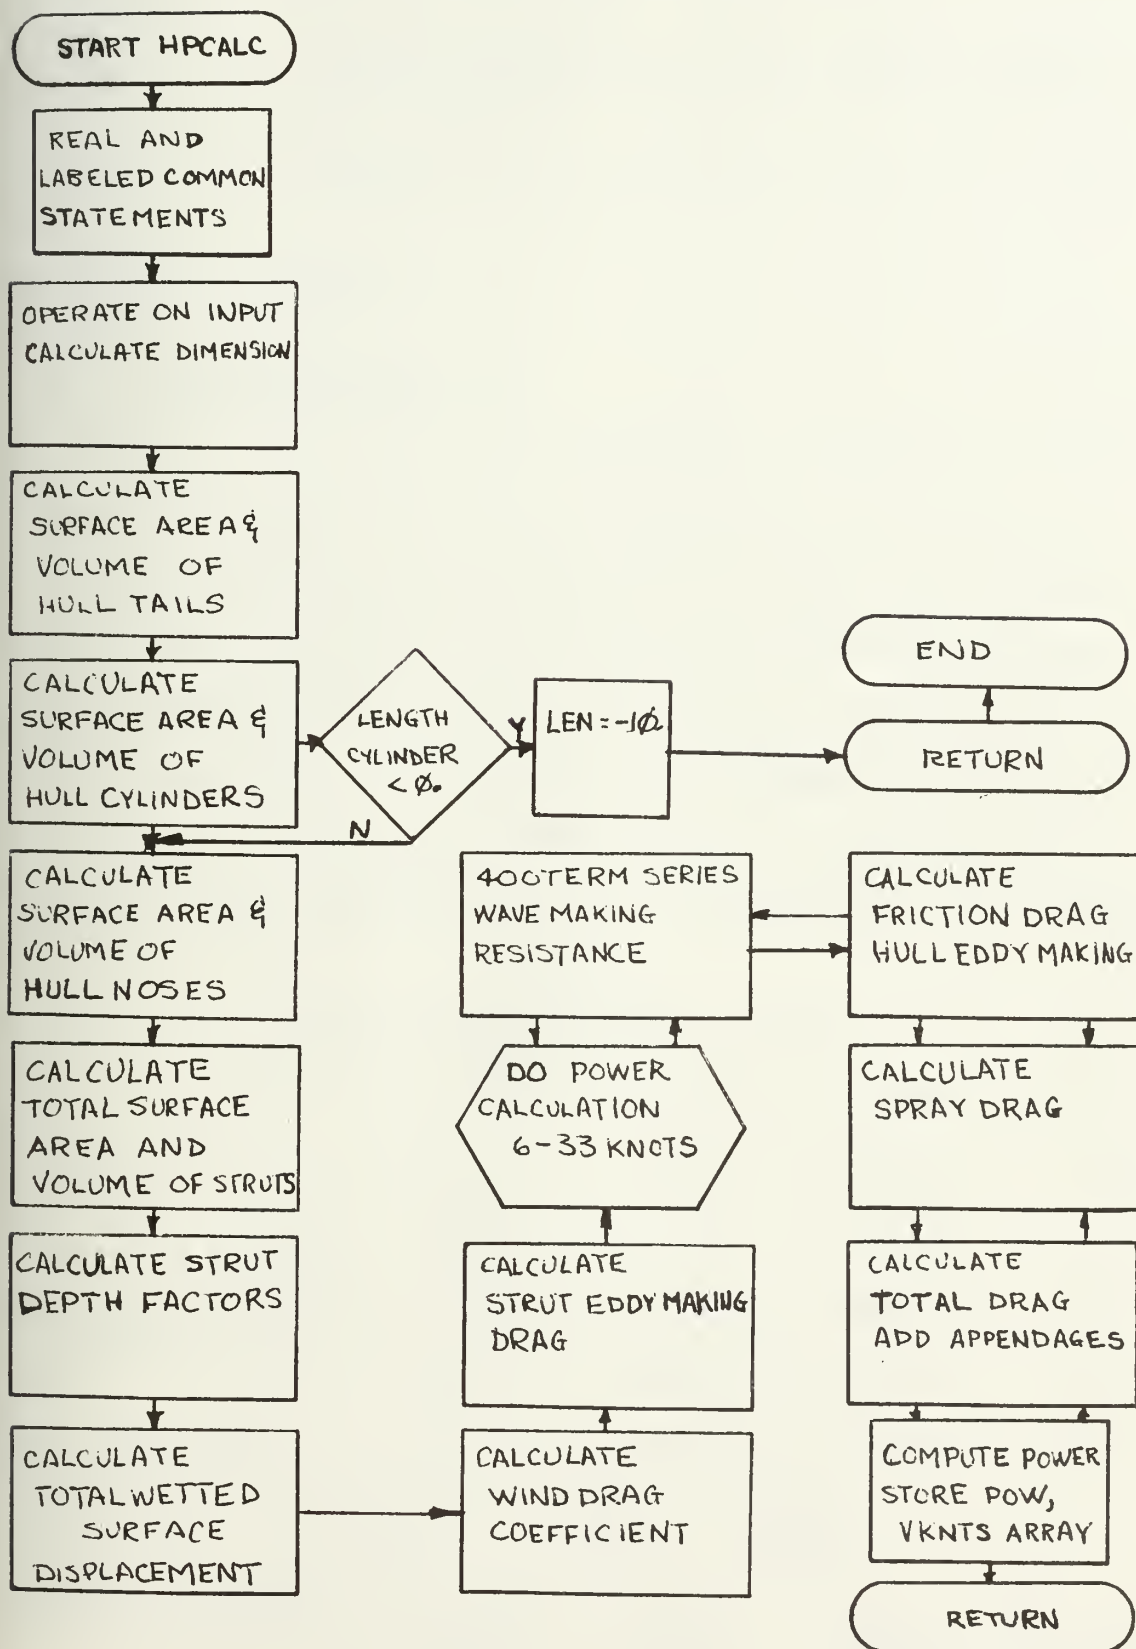 START HPCALC
REAL AND
LABELED COMMON
STATEMENTS
OPERATE ON INPUT
CALCULATE DIMENSION
CALCULATE
SURFACE AREA &
VOLUME OF
HULL TAILS
CALCULATE
SURFACE AREA &
VOLUME OF
HULL CYLINDERS
LENGTH
CYLINDER
< Ø.
Y
N
LEN = -1Ø.
END
RETURN
CALCULATE
SURFACE AREA &
VOLUME OF
HULL NOSES
CALCULATE
TOTAL SURFACE
AREA AND
VOLUME OF STRUTS
CALCULATE STRUT
DEPTH FACTORS
CALCULATE
TOTAL WETTED
SURFACE
DISPLACEMENT
CALCULATE
WIND DRAG
COEFFICIENT
CALCULATE
STRUT EDDY MAKING
DRAG
DO POWER
CALCULATION
6-33 KNOTS
400 TERM SERIES
WAVE MAKING
RESISTANCE
CALCULATE
FRICTION DRAG
HULL EDDY MAKING
CALCULATE
SPRAY DRAG
CALCULATE
TOTAL DRAG
ADD APPENDAGES
COMPUTE POWER
STORE POW,
VKNTS ARRAY
RETURN